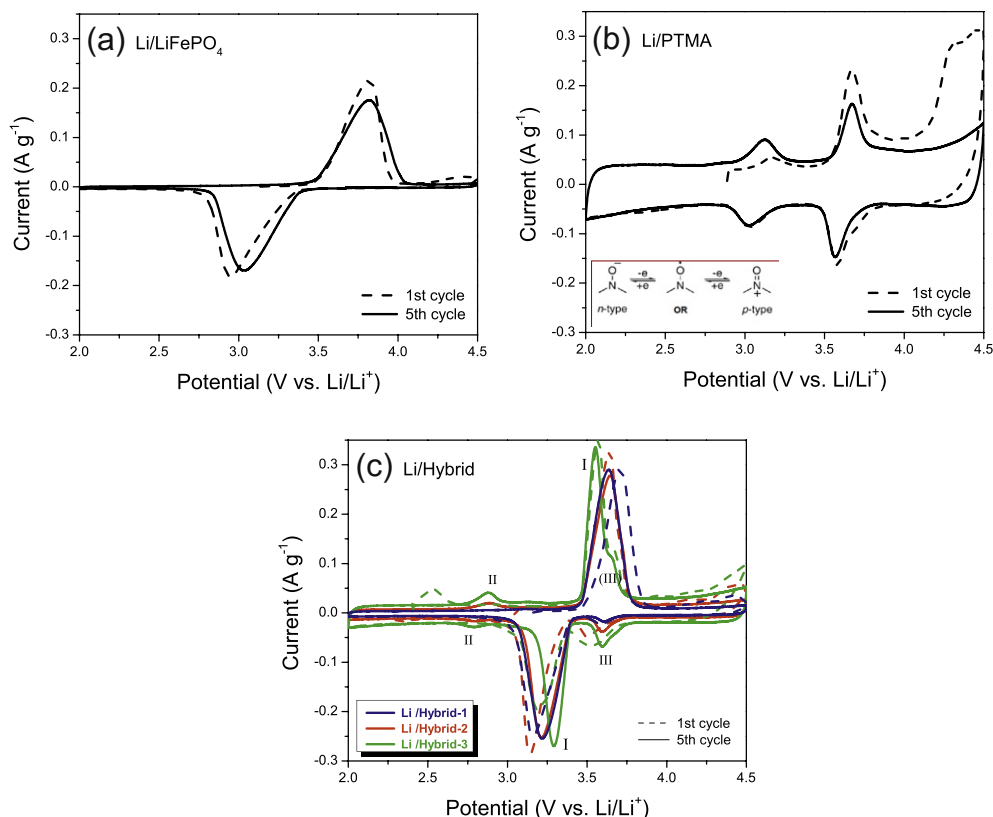 (a) Li/LiFePO₄
0.3
0.2
0.1
0.0
-0.1
-0.2
-0.3
Current (A g⁻¹)
1st cycle
5th cycle
2.0 2.5 3.0 3.5 4.0 4.5
Potential (V vs. Li/Li⁺)
(b) Li/PTMA
0.3
0.2
0.1
0.0
-0.1
-0.2
-0.3
Current (A g⁻¹)
O⁻ -e O• -e O
N +e N +e N⁺
n-type OR p-type
1st cycle
5th cycle
2.0 2.5 3.0 3.5 4.0 4.5
Potential (V vs. Li/Li⁺)
(c) Li/Hybrid
0.3
0.2
0.1
0.0
-0.1
-0.2
-0.3
Current (A g⁻¹)
I
II
(III)
II
III
I
Li /Hybrid-1
Li /Hybrid-2
Li /Hybrid-3
1st cycle
5th cycle
2.0 2.5 3.0 3.5 4.0 4.5
Potential (V vs. Li/Li⁺)